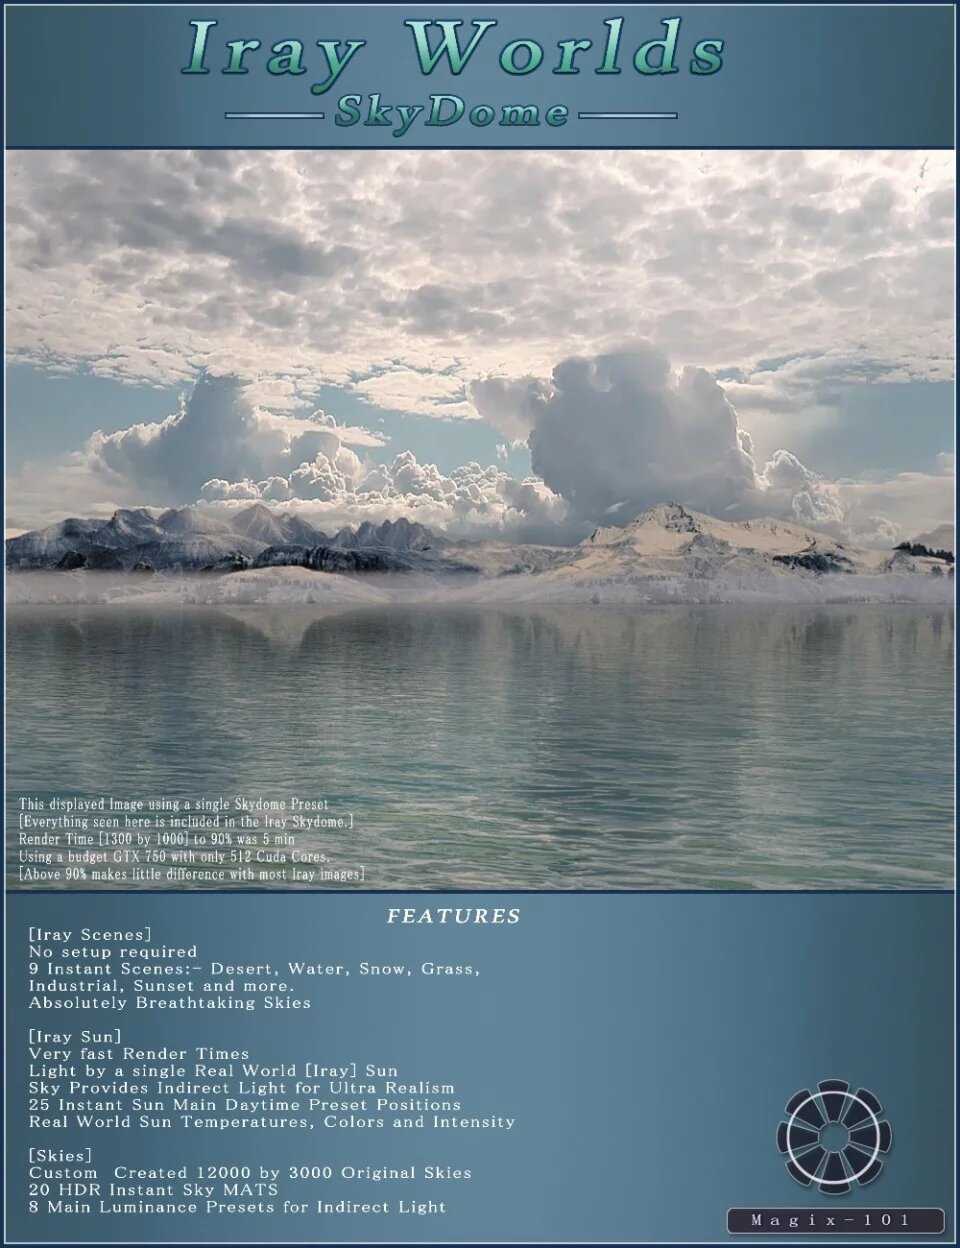 Iray Worlds
SkyDome
This displayed Image using a single Skydome Preset
[Everything seen here is included in the Iray Skydome.]
Render Time [1300 by 1000] to 90% was 5 min
Using a budget GTX 750 with only 512 Cuda Cores.
[Above 90% makes little difference with most Iray images]
FEATURES
[Iray Scenes]
No setup required
9 Instant Scenes:- Desert, Water, Snow, Grass,
Industrial, Sunset and more.
Absolutely Breathtaking Skies
[Iray Sun]
Very fast Render Times
Light by a single Real World [Iray] Sun
Sky Provides Indirect Light for Ultra Realism
25 Instant Sun Main Daytime Preset Positions
Real World Sun Temperatures, Colors and Intensity
[Skies]
Custom  Created 12000 by 3000 Original Skies
20 HDR Instant Sky MATS
8 Main Luminance Presets for Indirect Light
Magix-101